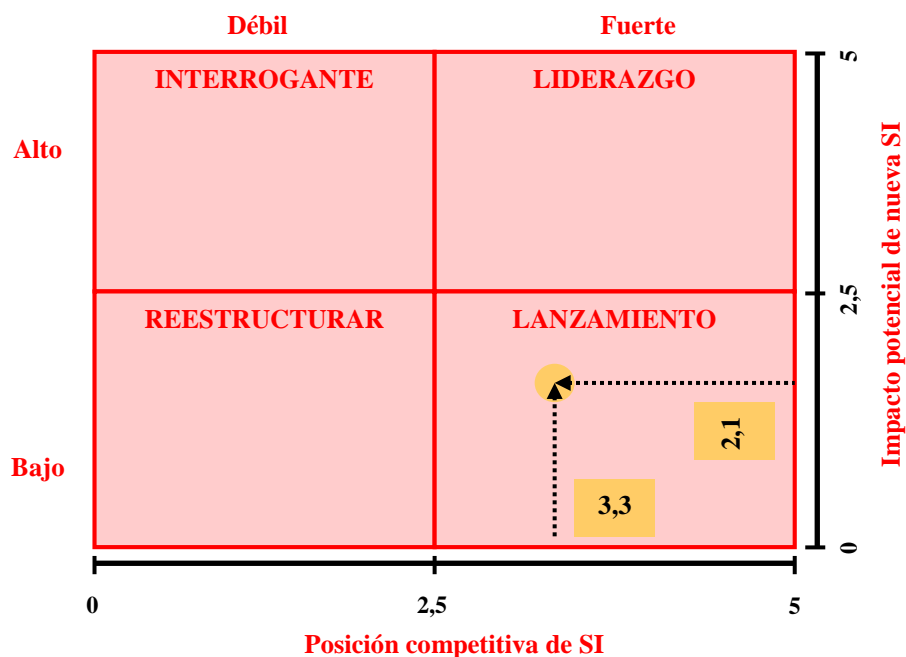 Débil Fuerte
5
INTERROGANTE LIDERAZGO
Alto
Impacto potencial de nueva SI
2,5
REESTRUCTURAR LANZAMIENTO
2,1
Bajo
3,3
0
0 2,5 5
Posición competitiva de SI